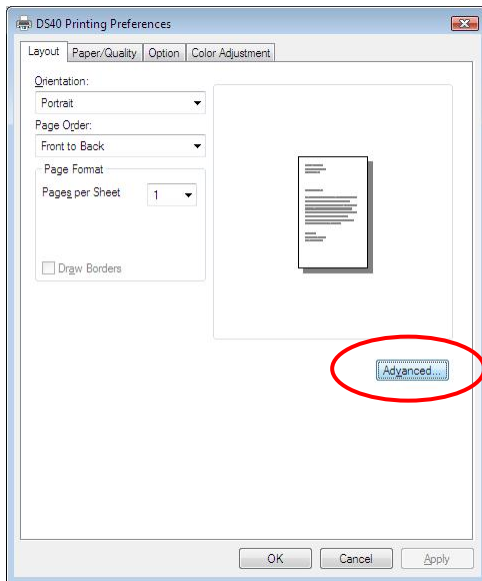 DS40 Printing Preferences
Layout Paper/Quality Option Color Adjustment
Orientation:
Portrait
Page Order:
Front to Back
Page Format
Pages per Sheet 1
Draw Borders
Advanced...
OK Cancel Apply